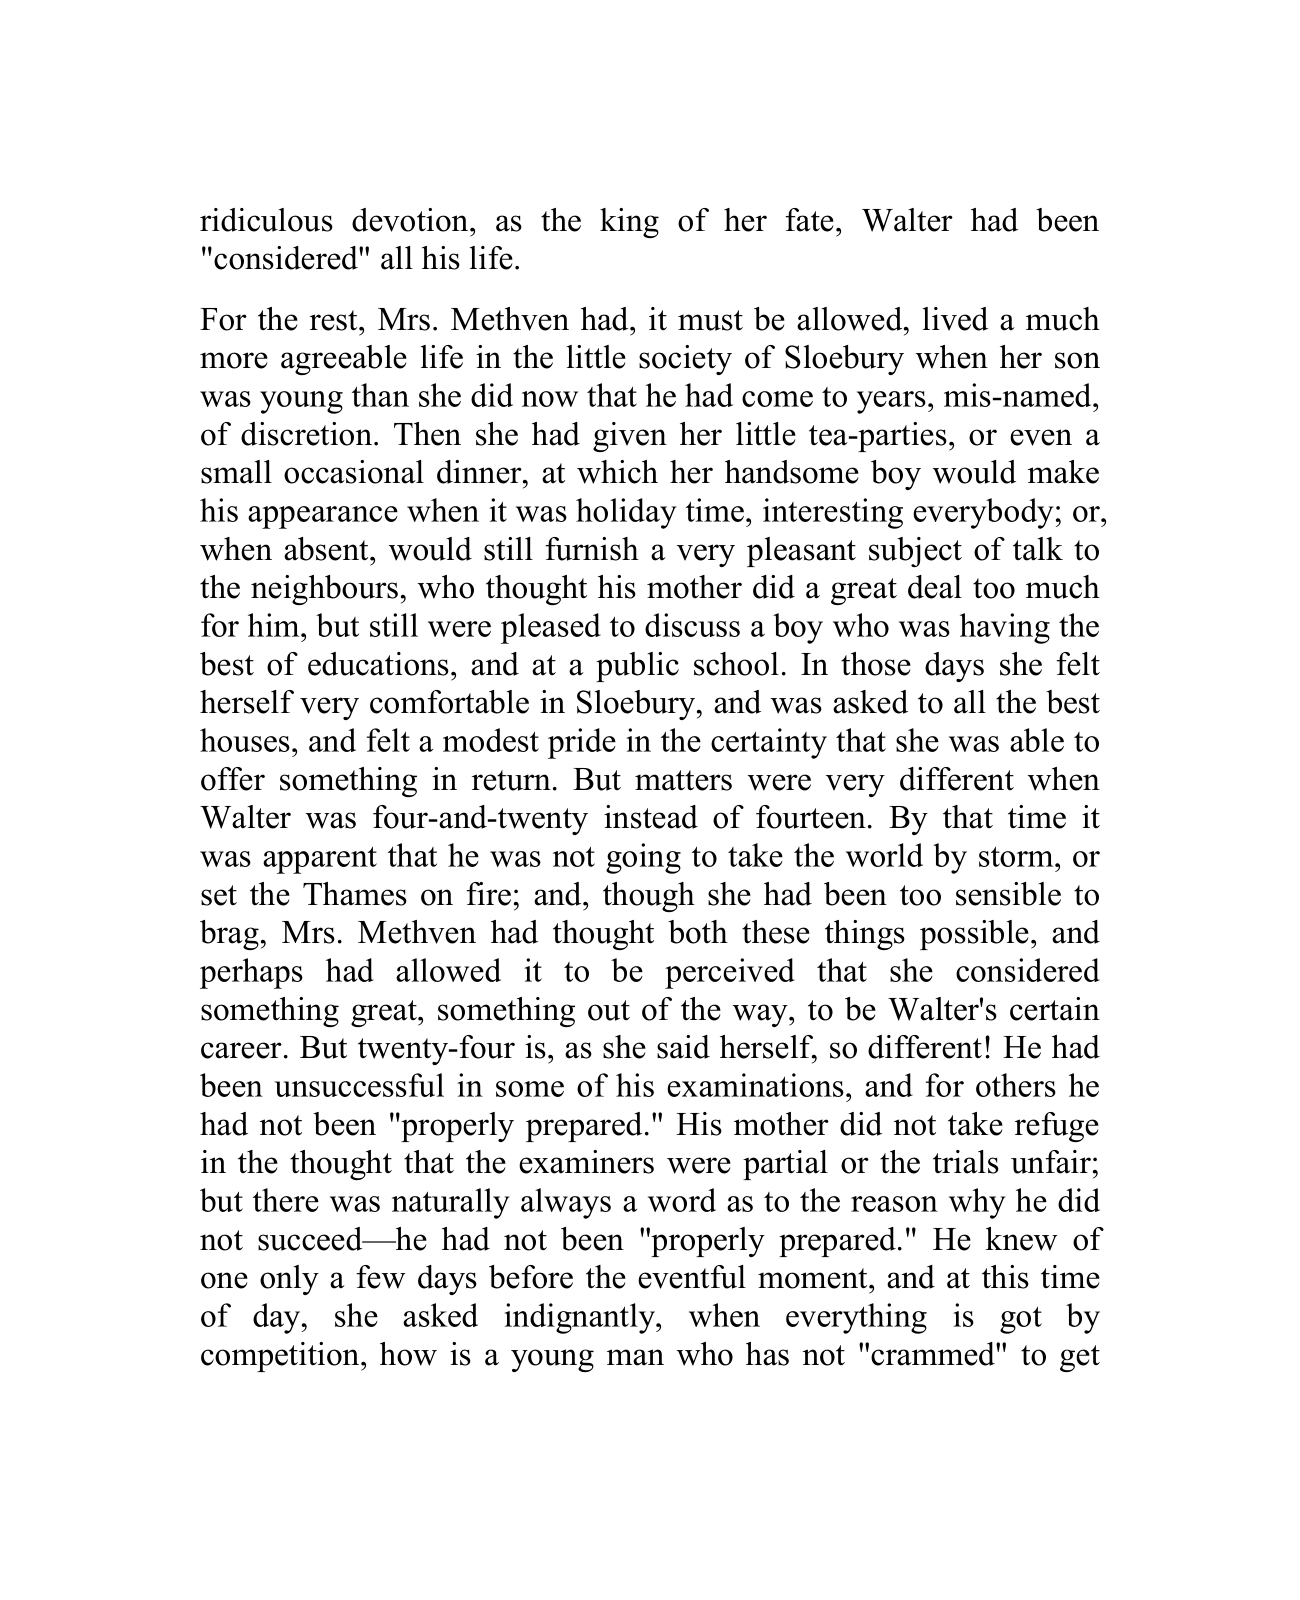 ridiculous devotion, as the king of her fate, Walter had been
"considered" all his life.
For the rest, Mrs. Methven had, it must be allowed, lived a much
more agreeable life in the little society of Sloebury when her son
was young than she did now that he had come to years, mis-named,
of discretion. Then she had given her little tea-parties, or even a
small occasional dinner, at which her handsome boy would make
his appearance when it was holiday time, interesting everybody; or,
when absent, would still furnish a very pleasant subject of talk to
the neighbours, who thought his mother did a great deal too much
for him, but still were pleased to discuss a boy who was having the
best of educations, and at a public school. In those days she felt
herself very comfortable in Sloebury, and was asked to all the best
houses, and felt a modest pride in the certainty that she was able to
offer something in return. But matters were very different when
Walter was four-and-twenty instead of fourteen. By that time it
was apparent that he was not going to take the world by storm, or
set the Thames on fire; and, though she had been too sensible to
brag, Mrs. Methven had thought both these things possible, and
perhaps had allowed it to be perceived that she considered
something great, something out of the way, to be Walter's certain
career. But twenty-four is, as she said herself, so different! He had
been unsuccessful in some of his examinations, and for others he
had not been "properly prepared." His mother did not take refuge
in the thought that the examiners were partial or the trials unfair;
but there was naturally always a word as to the reason why he did
not succeed—he had not been "properly prepared." He knew of
one only a few days before the eventful moment, and at this time
of day, she asked indignantly, when everything is got by
competition, how is a young man who has not "crammed" to get